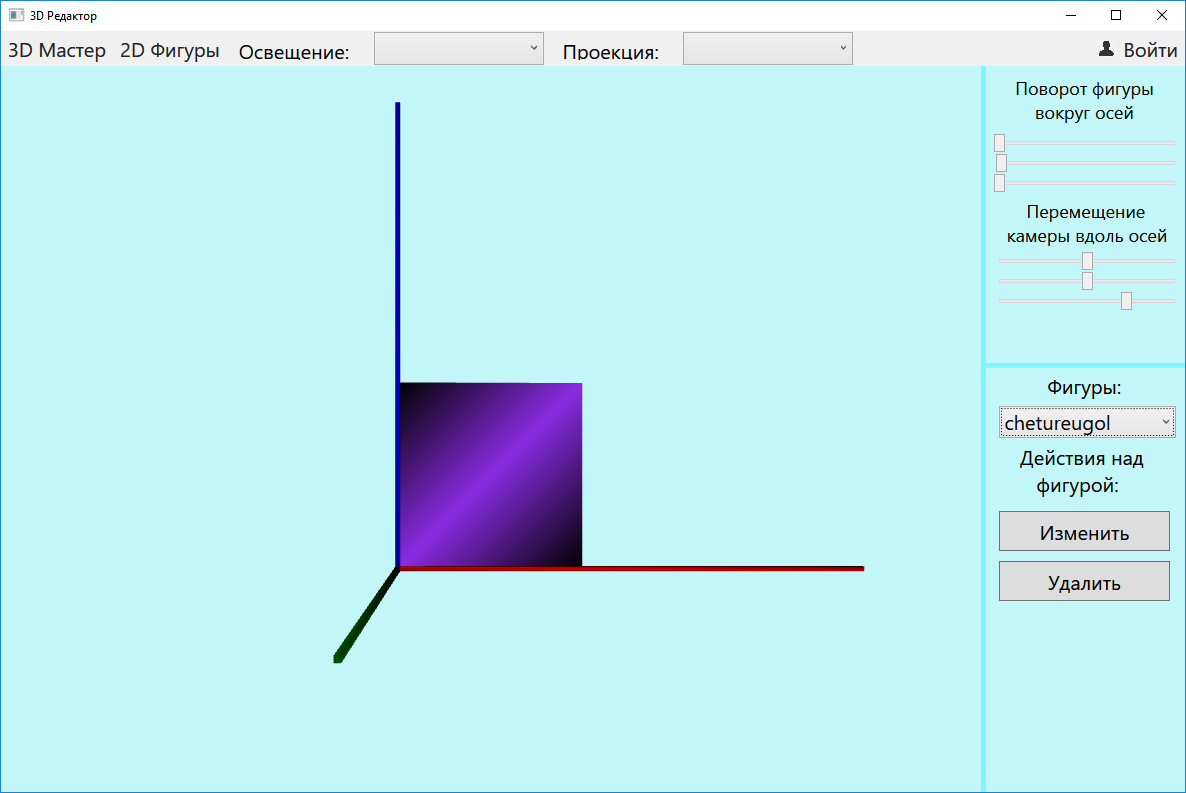 3D Редактор
3D Мастер 2D Фигуры Освещение: Проекция: Войти
Поворот фигуры
вокруг осей
Перемещение
камеры вдоль осей
Фигуры:
chetureugol
Действия над
фигурой:
Изменить
Удалить